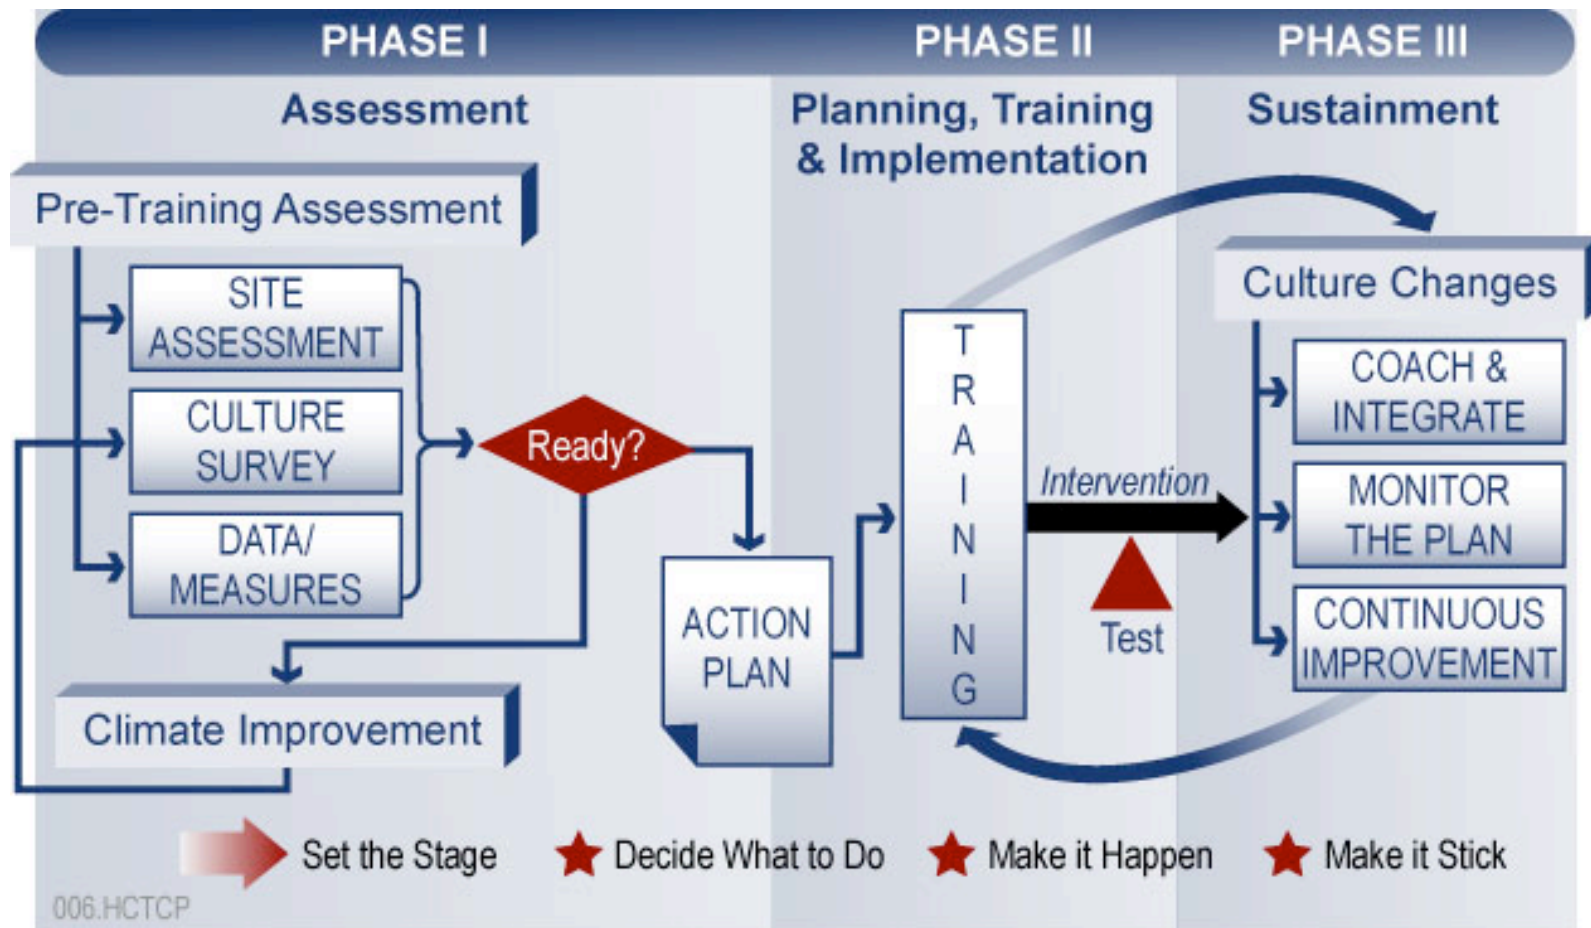 PHASE I
PHASE II
PHASE III
Assessment
Planning, Training
& Implementation
Sustainment
Pre-Training Assessment
SITE
ASSESSMENT
CULTURE
SURVEY
DATA/
MEASURES
Ready?
Climate Improvement
ACTION
PLAN
TRAINING
Intervention
Test
Culture Changes
COACH &
INTEGRATE
MONITOR
THE PLAN
CONTINUOUS
IMPROVEMENT
Set the Stage
Decide What to Do
Make it Happen
Make it Stick
006.HCTCP